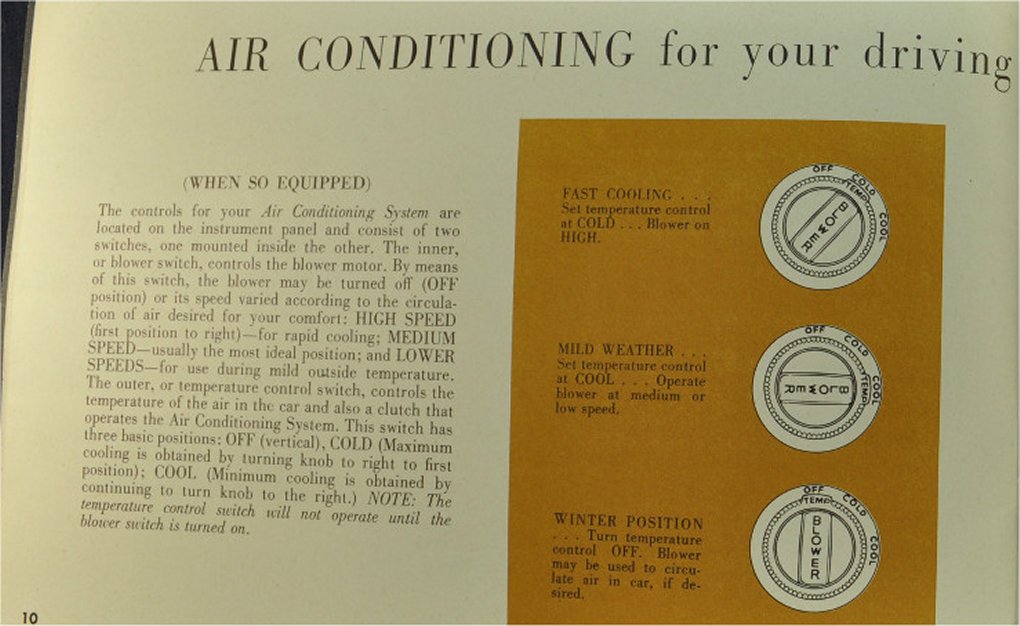 AIR CONDITIONING for your driving
(WHEN SO EQUIPPED)
The controls for your Air Conditioning System are
located on the instrument panel and consist of two
switches, one mounted inside the other. The inner,
or blower switch, controls the blower motor. By means
of this switch, the blower may be turned off (OFF
position) or its speed varied according to the circula-
tion of air desired for your comfort: HIGH SPEED
(first position to right)—for rapid cooling; MEDIUM
SPEED—usually the most ideal position; and LOWER
SPEEDS—for use during mild outside temperature.
The outer, or temperature control switch, controls the
temperature of the air in the car and also a clutch that
operates the Air Conditioning System. This switch has
three basic positions: OFF (vertical), COLD (Maximum
cooling is obtained by turning knob to right to first
position); COOL (Minimum cooling is obtained by
continuing to turn knob to the right.) NOTE: The
temperature control switch will not operate until the
blower switch is turned on.
10
FAST COOLING . . .
Set temperature control
at COLD . . . Blower on
HIGH.
OFF
COLD
TEMP
COOL
BLOWER
MILD WEATHER . . .
Set temperature control
at COOL . . . Operate
blower at medium or
low speed.
OFF
COLD
TEMP
COOL
BLOWER
WINTER POSITION
. . . Turn temperature
control OFF. Blower
may be used to circu-
late air in car, if de-
sired.
OFF
TEMP
COLD
COOL
BLOWER